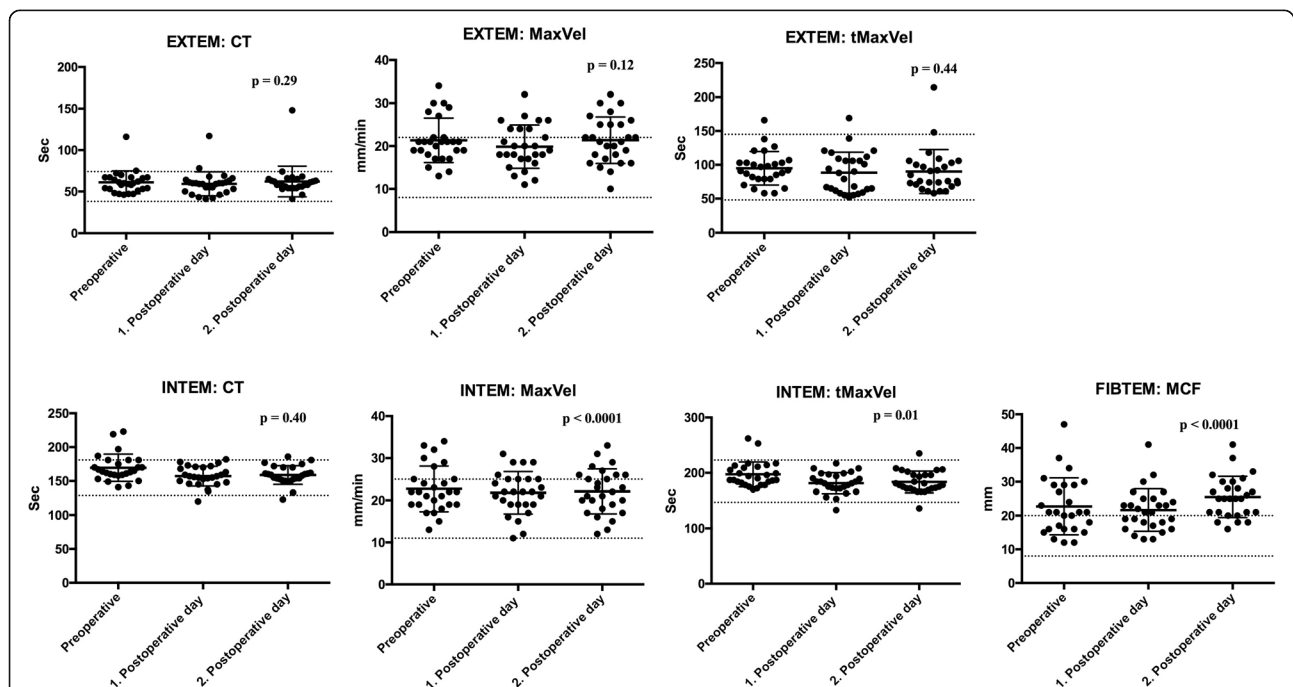 EXTEM: CT
p = 0.29
Sec
200
150
100
50
0
Preoperative
1. Postoperative day
2. Postoperative day
EXTEM: MaxVel
p = 0.12
mm/min
40
30
20
10
0
Preoperative
1. Postoperative day
2. Postoperative day
EXTEM: tMaxVel
p = 0.44
Sec
250
200
150
100
50
0
Preoperative
1. Postoperative day
2. Postoperative day
INTEM: CT
p = 0.40
Sec
250
200
150
100
50
0
Preoperative
1. Postoperative day
2. Postoperative day
INTEM: MaxVel
p < 0.0001
mm/min
40
30
20
10
0
Preoperative
1. Postoperative day
2. Postoperative day
INTEM: tMaxVel
p = 0.01
Sec
300
200
100
0
Preoperative
1. Postoperative day
2. Postoperative day
FIBTEM: MCF
p < 0.0001
mm
50
40
30
20
10
0
Preoperative
1. Postoperative day
2. Postoperative day